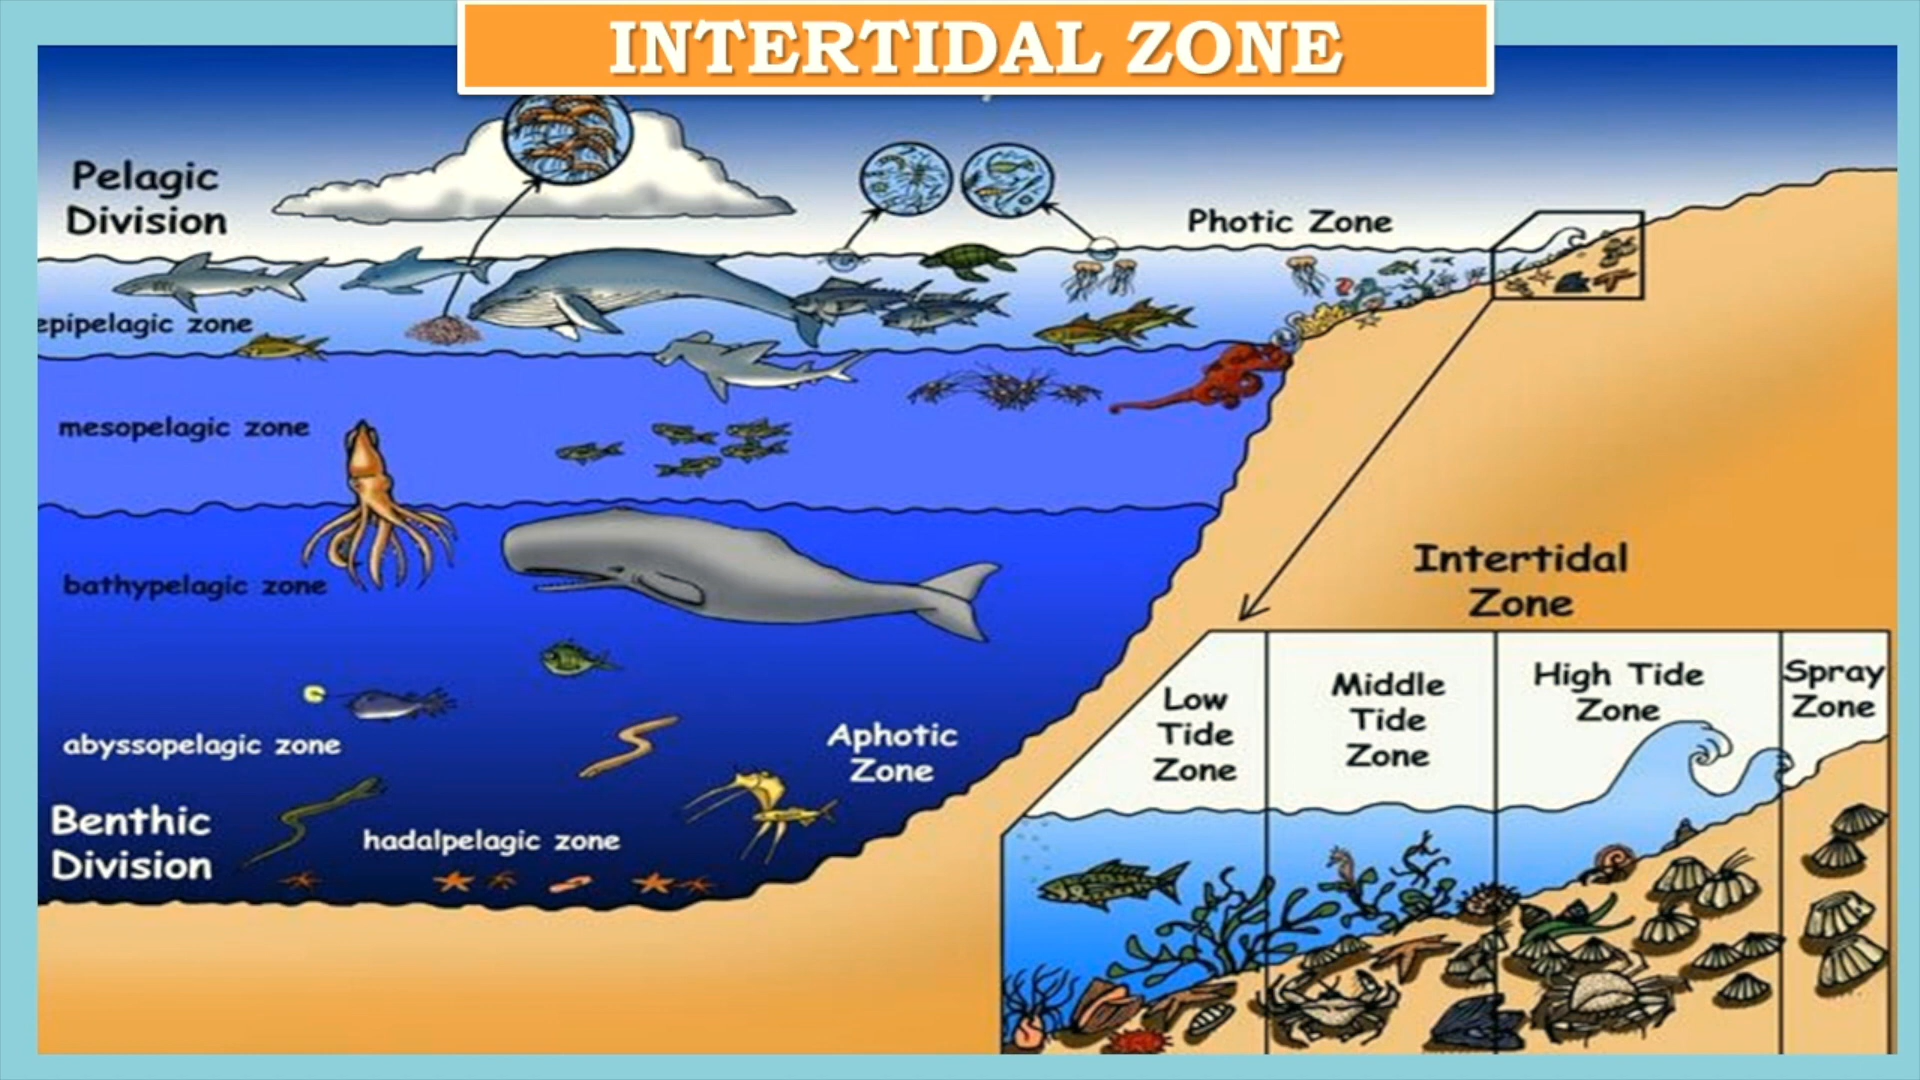 INTERTIDAL ZONE
Pelagic
Division
Photic Zone
epipelagic zone
mesopelagic zone
bathypelagic zone
abyssopelagic zone
Aphotic
Zone
Benthic
Division
hadalpelagic zone
Intertidal
Zone
Low
Tide
Zone
Middle
Tide
Zone
High Tide
Zone
Spray
Zone